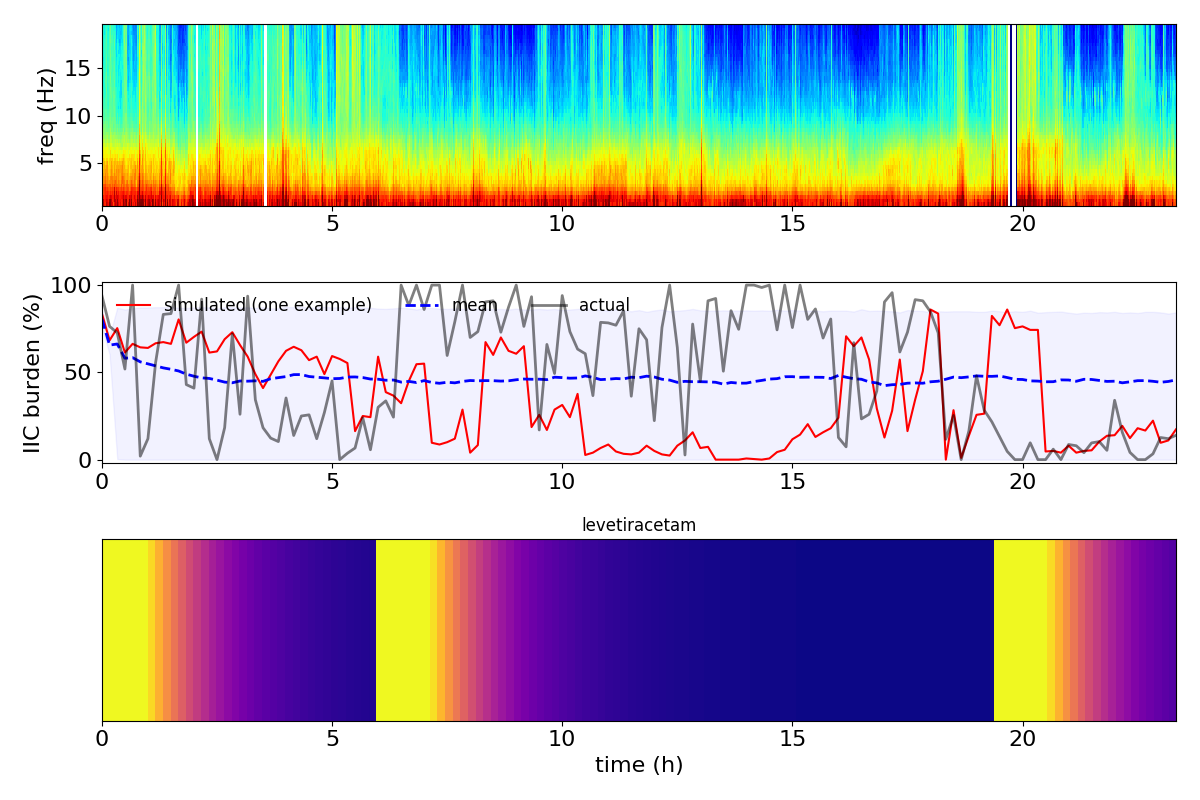 freq (Hz)
15
10
5
0 5 10 15 20
IIC burden (%)
100
50
0
simulated (one example) mean actual
0 5 10 15 20
levetiracetam
0 5 10 15 20
time (h)